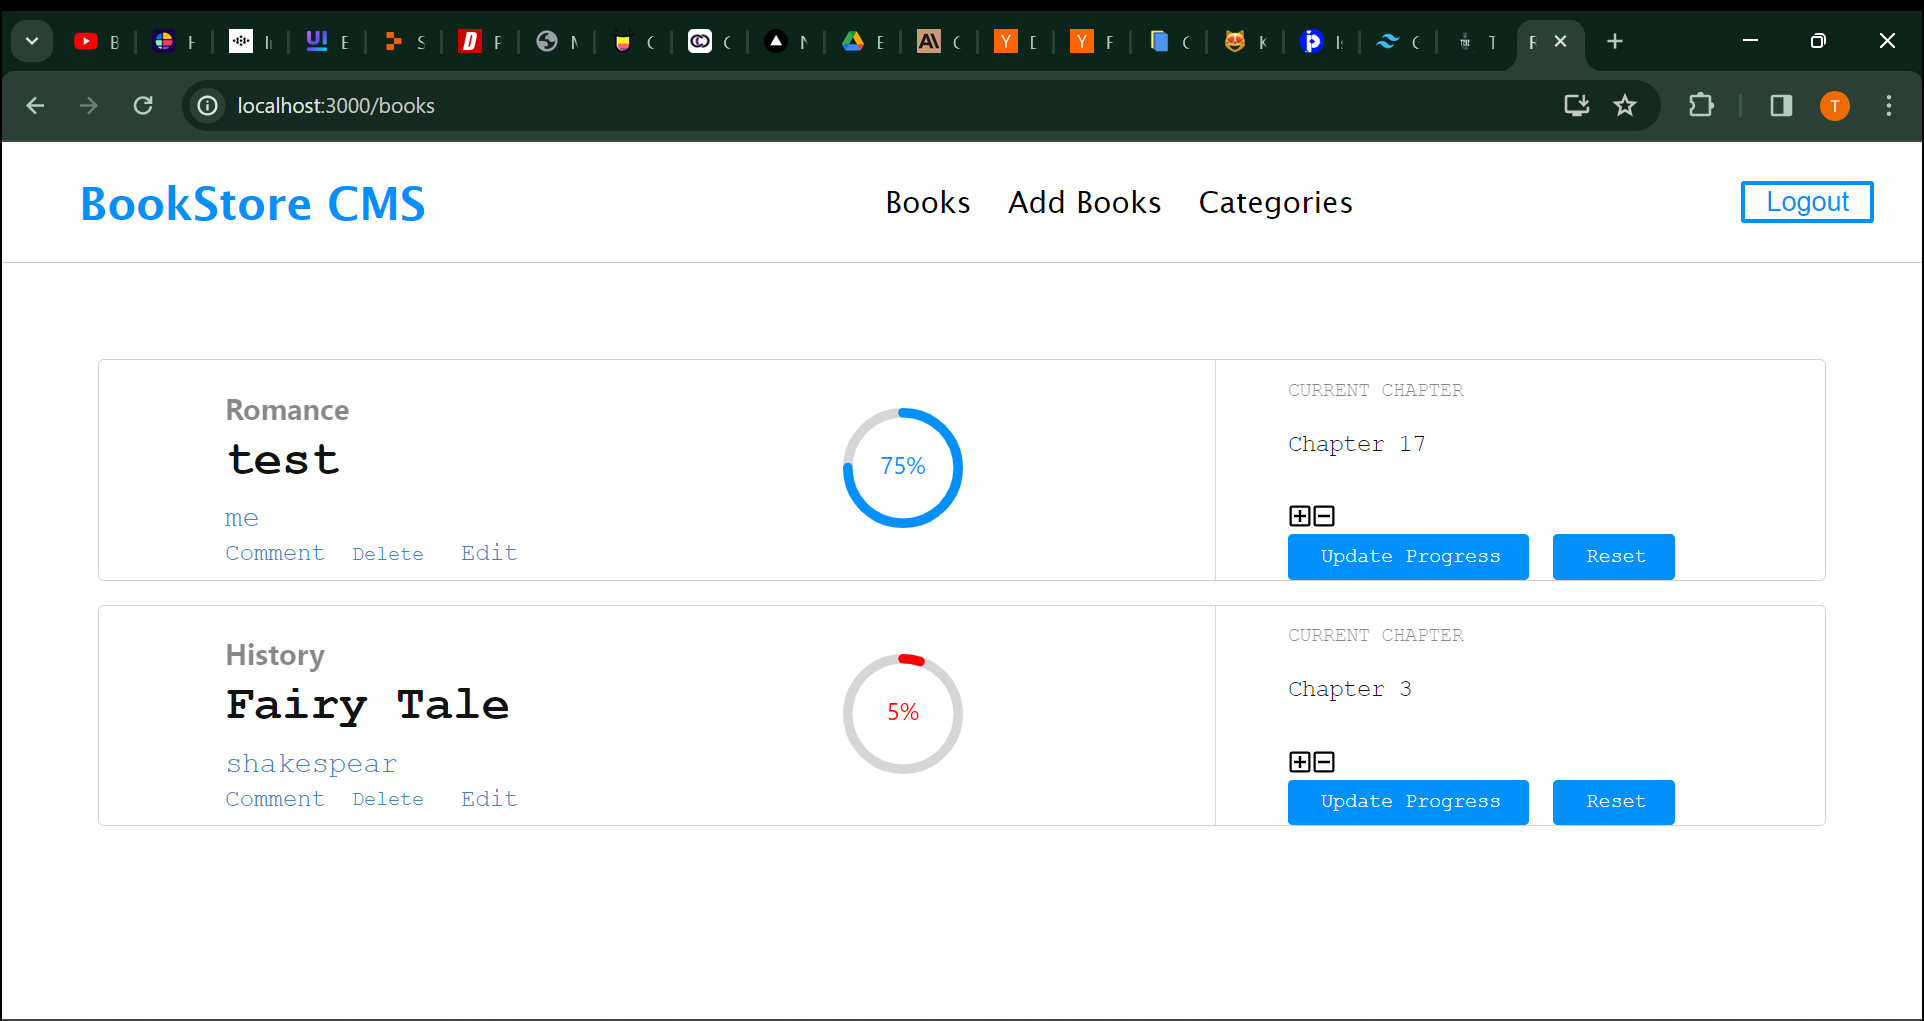 localhost:3000/books
T
BookStore CMS
Books Add Books Categories
Logout
Romance
test
me
Comment Delete Edit
75%
CURRENT CHAPTER
Chapter 17
Update Progress Reset
History
Fairy Tale
shakespear
Comment Delete Edit
5%
CURRENT CHAPTER
Chapter 3
Update Progress Reset